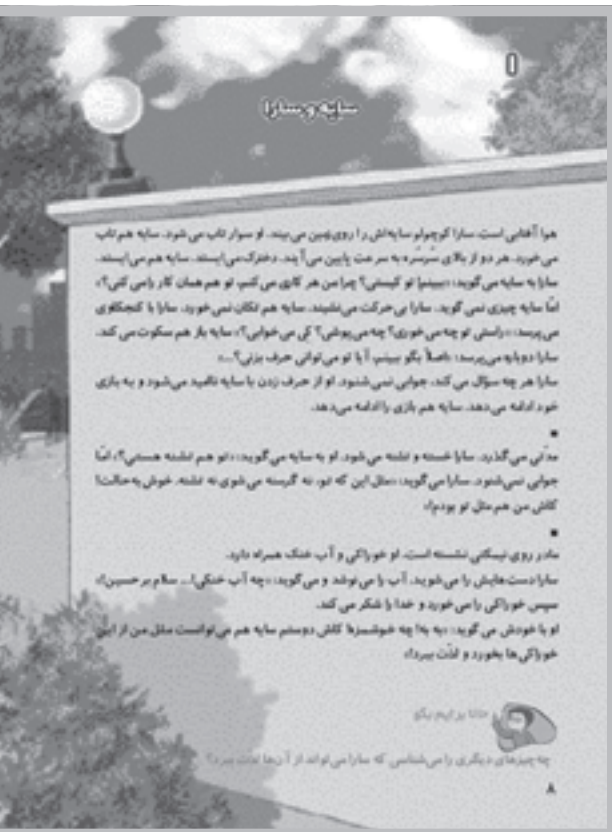 ۱
سایه و سارا
هوا آفتابی است. سارا کوچولو سایه‌اش را روی زمین می‌بیند. او سوار تاب می‌شود. سایه هم تاب
می‌خورد. هر دو از بالای سُرسُره به سرعت پایین می‌آیند. دخترک می‌ایستد. سایه هم می‌ایستد.
سارا به سایه می‌گوید: «ببینم! تو کیستی؟ چرا من هر کاری می‌کنم، تو هم همان کار را می‌کنی؟»
امّا سایه چیزی نمی‌گوید. سارا بی‌حرکت می‌نشیند. سایه هم تکان نمی‌خورد. سارا با کنجکاوی
می‌پرسد: «راستی تو چه می‌خوری؟ چه می‌پوشی؟ کی می‌خوابی؟» سایه باز هم سکوت می‌کند.
سارا دوباره می‌پرسد: «اصلاً بگو ببینم، آیا تو می‌توانی حرف بزنی؟...»
سارا هر چه سؤال می‌کند، جوابی نمی‌شنود. او از حرف زدن با سایه ناامید می‌شود و به بازی
خود ادامه می‌دهد. سایه هم بازی را ادامه می‌دهد.
مدّتی می‌گذرد. سارا خسته و تشنه می‌شود. او به سایه می‌گوید: «تو هم تشنه هستی؟» امّا
جوابی نمی‌شنود. سارا می‌گوید: «مثل این که تو، نه گرسنه می‌شوی نه تشنه. خوش به حالت!
کاش من هم مثل تو بودم!»
مادر روی نیمکتی نشسته است. او خوراکی و آب خنک همراه دارد.
سارا دست‌هایش را می‌شوید. آب را می‌نوشد و می‌گوید: «چه آب خنکی!... سلام بر حسین!»
سپس خوراکی را می‌خورد و خدا را شکر می‌کند.
او با خودش می‌گوید: «به به! چه خوشمزه! کاش دوستم سایه هم می‌توانست مثل من از این
خوراکی‌ها بخورد و لذّت ببرد!»
برایم بگو
چه چیزهای دیگری را می‌شناسی که سارا می‌تواند از آن‌ها لذت ببرد؟
۸